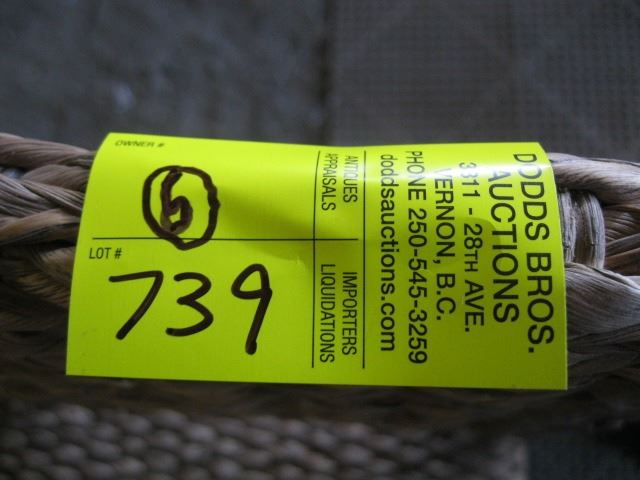 OWNER #
6
LOT #
739
ANTIQUES
APPRAISALS
IMPORTERS
LIQUIDATIONS
DODDS BROS.
AUCTIONS
3311 - 28TH AVE.
VERNON, B.C.
PHONE 250-545-3259
doddsauctions.com